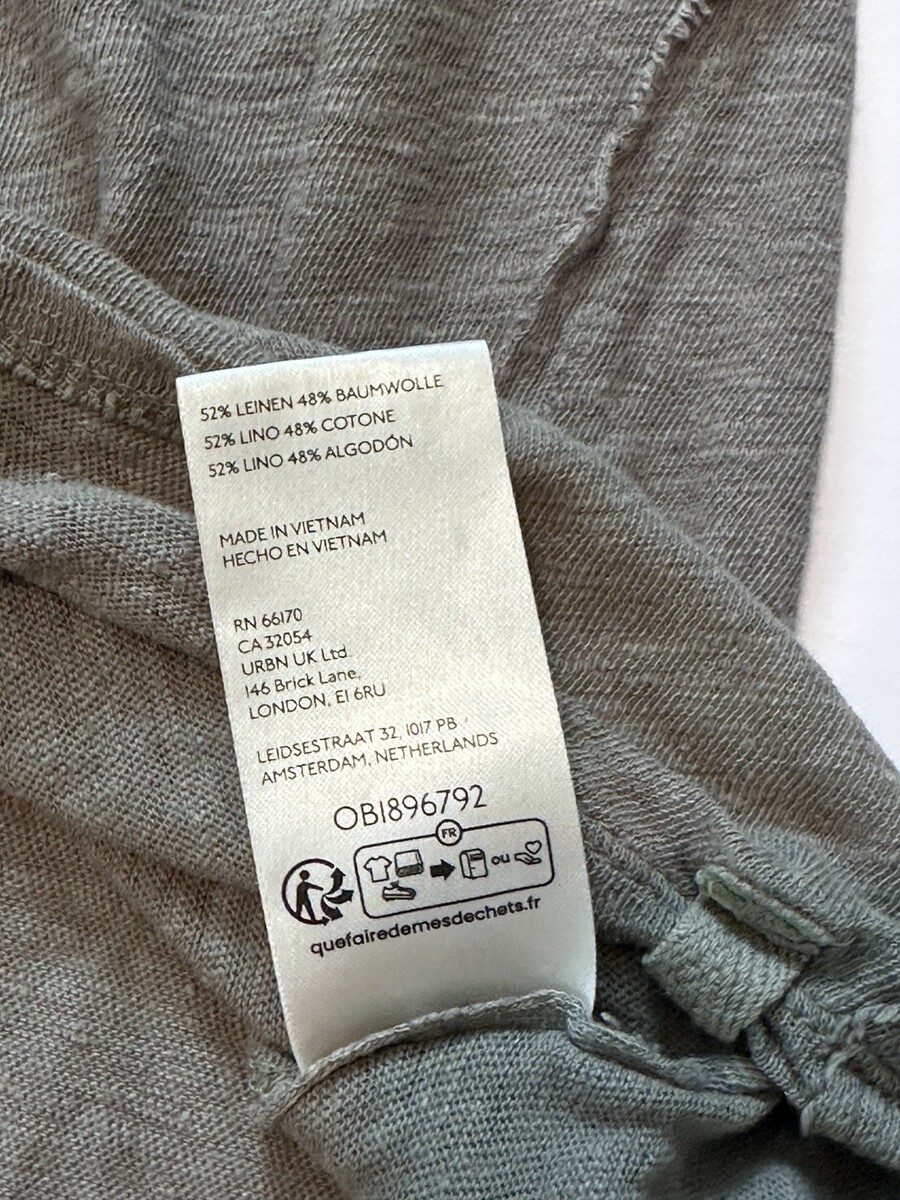 52% LEINEN 48% BAUMWOLLE
52% LINO 48% COTONE
52% LINO 48% ALGODÓN
MADE IN VIETNAM
HECHO EN VIETNAM
RN 66170
CA 32054
URBN UK Ltd.
146 Brick Lane,
LONDON, E1 6RU
LEIDSESTRAAT 32, 1017 PB
AMSTERDAM, NETHERLANDS
OB1896792
FR
ou
quefairedemesdechets.fr